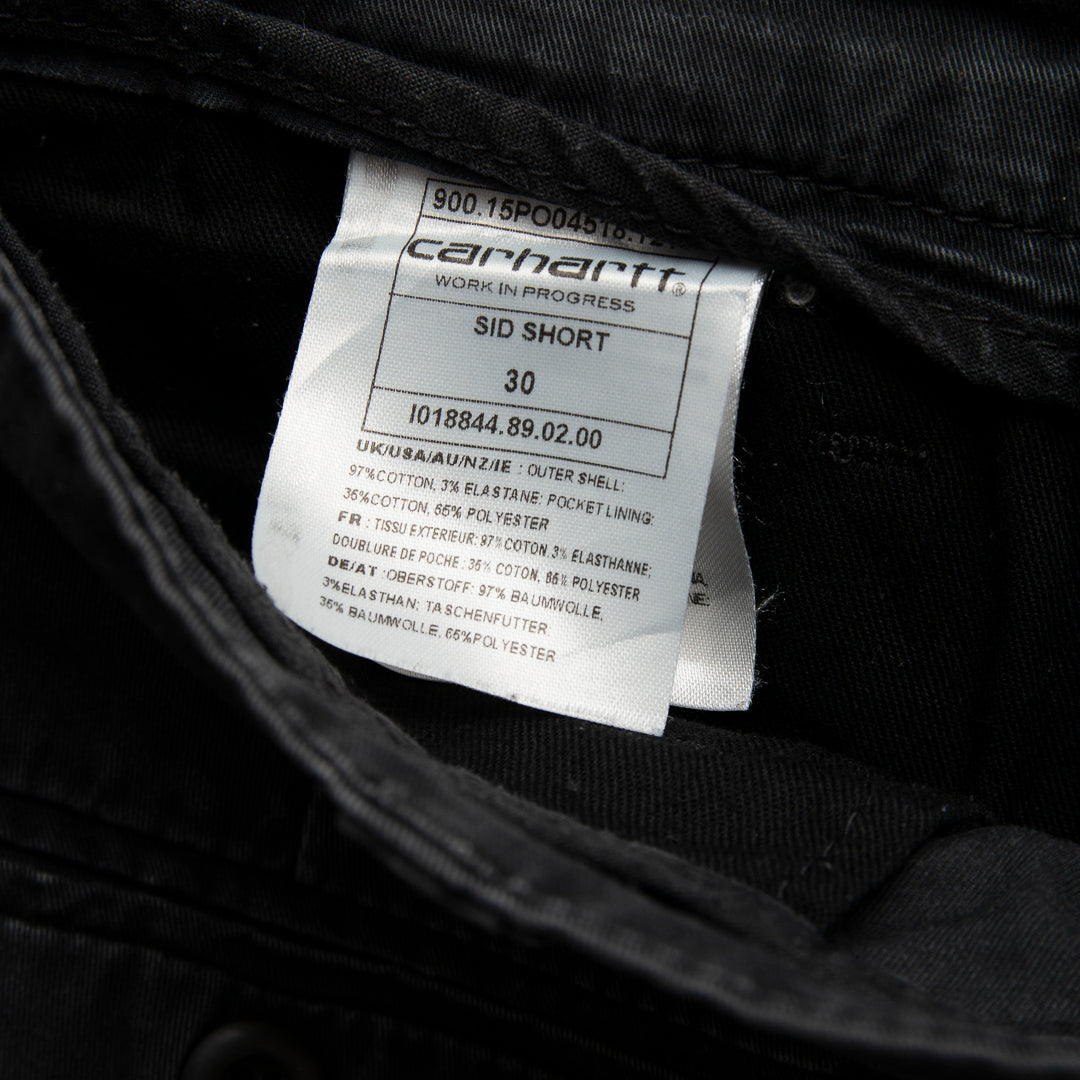 900.15PO04518.121
carhartt®
WORK IN PROGRESS
SID SHORT
30
I018844.89.02.00
UK/USA/AU/NZ/IE : OUTER SHELL:
97%COTTON, 3% ELASTANE; POCKET LINING:
35%COTTON, 65% POLYESTER
FR : TISSU EXTERIEUR: 97% COTON, 3% ELASTHANNE;
DOUBLURE DE POCHE : 35% COTON, 65% POLYESTER
DE/AT :OBERSTOFF: 97% BAUMWOLLE,
3%ELASTHAN; TASCHENFUTTER:
35% BAUMWOLLE, 65%POLYESTER